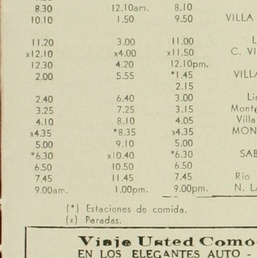 8.30 12.10am. 8.10
10.10 1.50 9.50 VILLA
11.20 3.00 11.00
x12.10 x4.00 x11.50 C. VI
12.30 4.20 12.10pm.
2.00 5.55 *1.45 VILL
2.15
2.40 6.40 3.00 Li
3.25 7.25 3.15 Monte
4.10 8.10 4.05 Villa
x4.35 *8.35 x4.35 MON
5.00 9.10 5.00
*6.30 x10.40 *6.30 SAB
6.50 10.50 6.50
7.45 11.45 7.45 Río
9.00am. 1.00pm. 9.00pm. N. LA
(*) Estaciones de comida.
(x) Paradas.
Viaje Usted Como
EN LOS ELEGANTES AUTO -